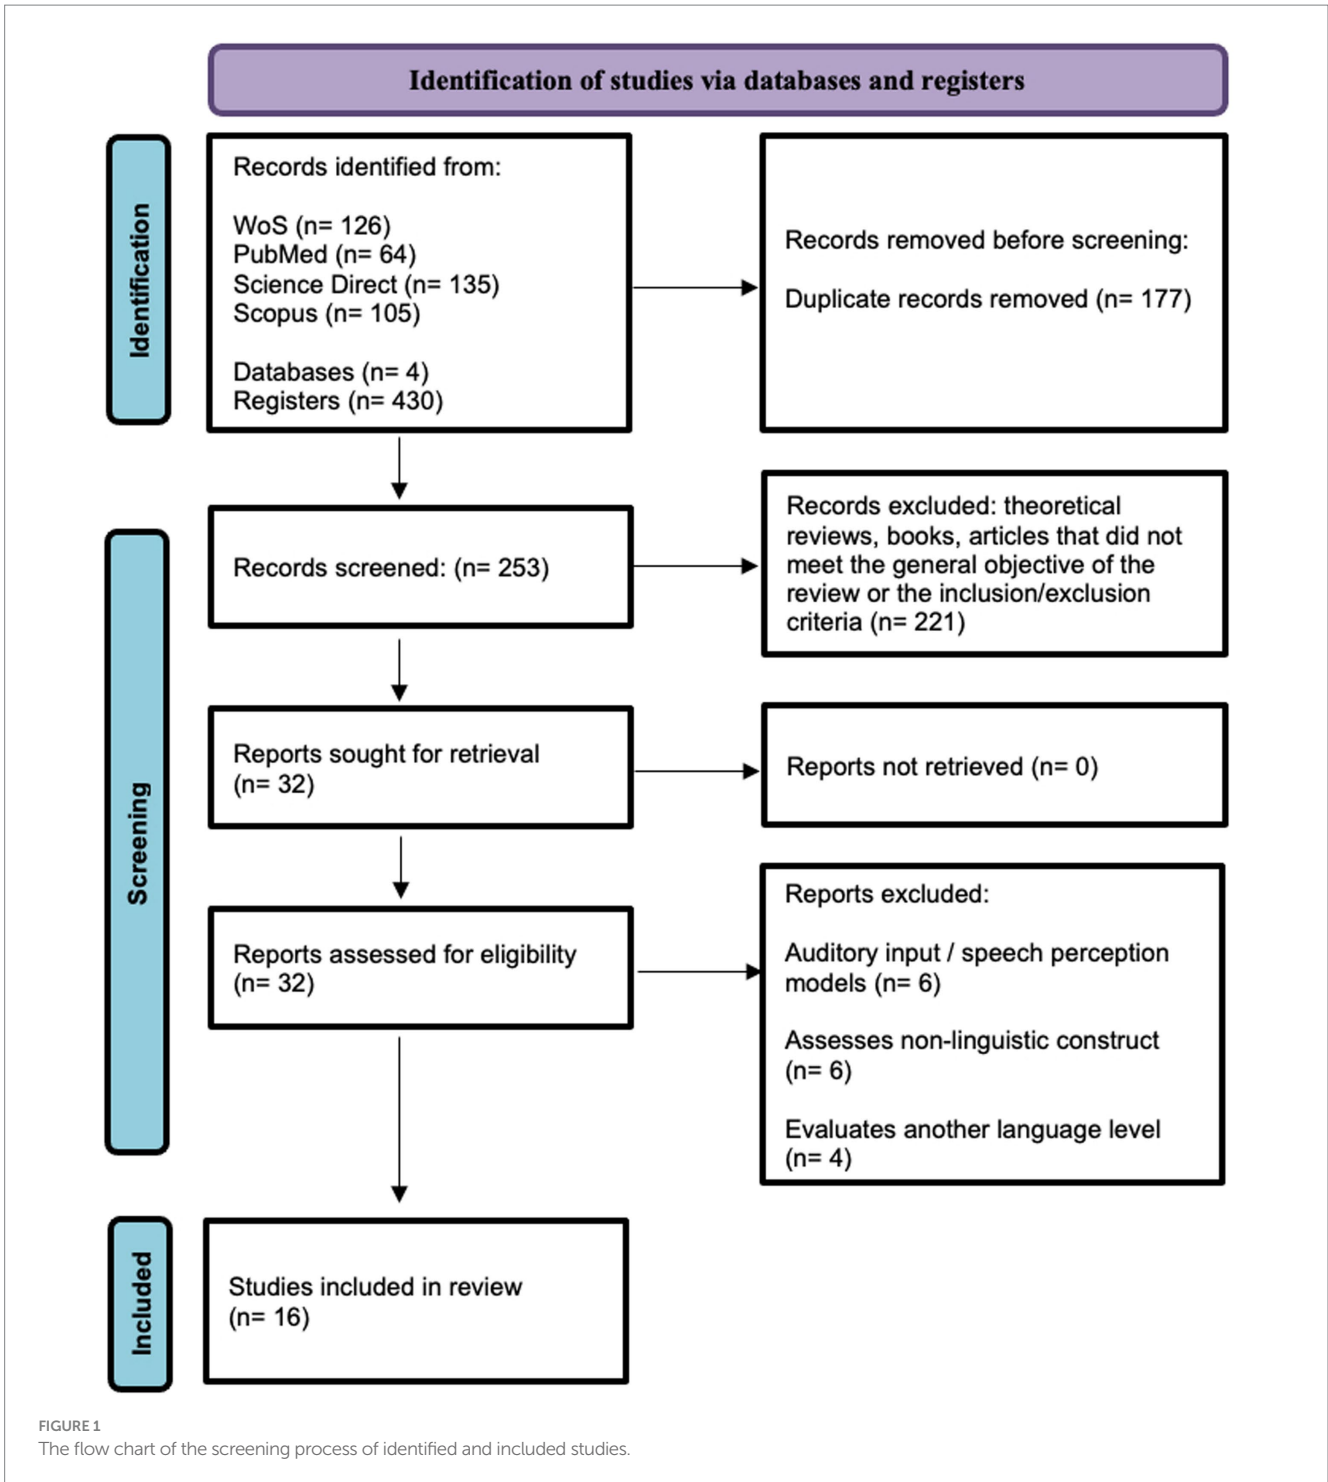 Identification of studies via databases and registers
Identification
Records identified from:
WoS (n= 126)
PubMed (n= 64)
Science Direct (n= 135)
Scopus (n= 105)
Databases (n= 4)
Registers (n= 430)
Records removed before screening:
Duplicate records removed (n= 177)
Screening
Records screened: (n= 253)
Records excluded: theoretical
reviews, books, articles that did not
meet the general objective of the
review or the inclusion/exclusion
criteria (n= 221)
Reports sought for retrieval
(n= 32)
Reports not retrieved (n= 0)
Reports assessed for eligibility
(n= 32)
Reports excluded:
Auditory input / speech perception
models (n= 6)
Assesses non-linguistic construct
(n= 6)
Evaluates another language level
(n= 4)
Included
Studies included in review
(n= 16)
FIGURE 1
The flow chart of the screening process of identified and included studies.